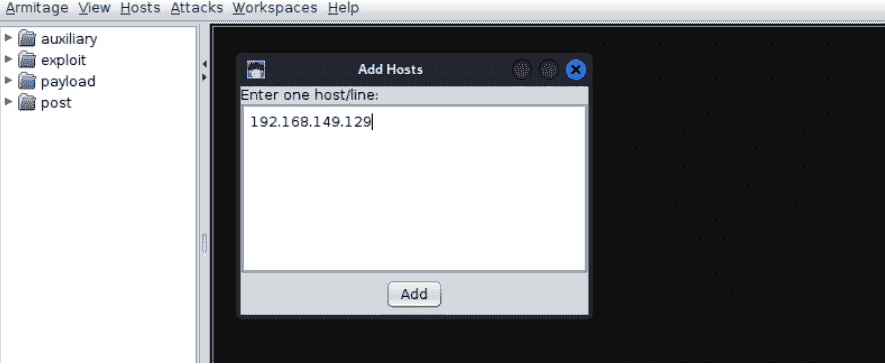 Armitage View Hosts Attacks Workspaces Help
auxiliary
exploit
payload
post
Add Hosts
Enter one host/line:
192.168.149.129
Add